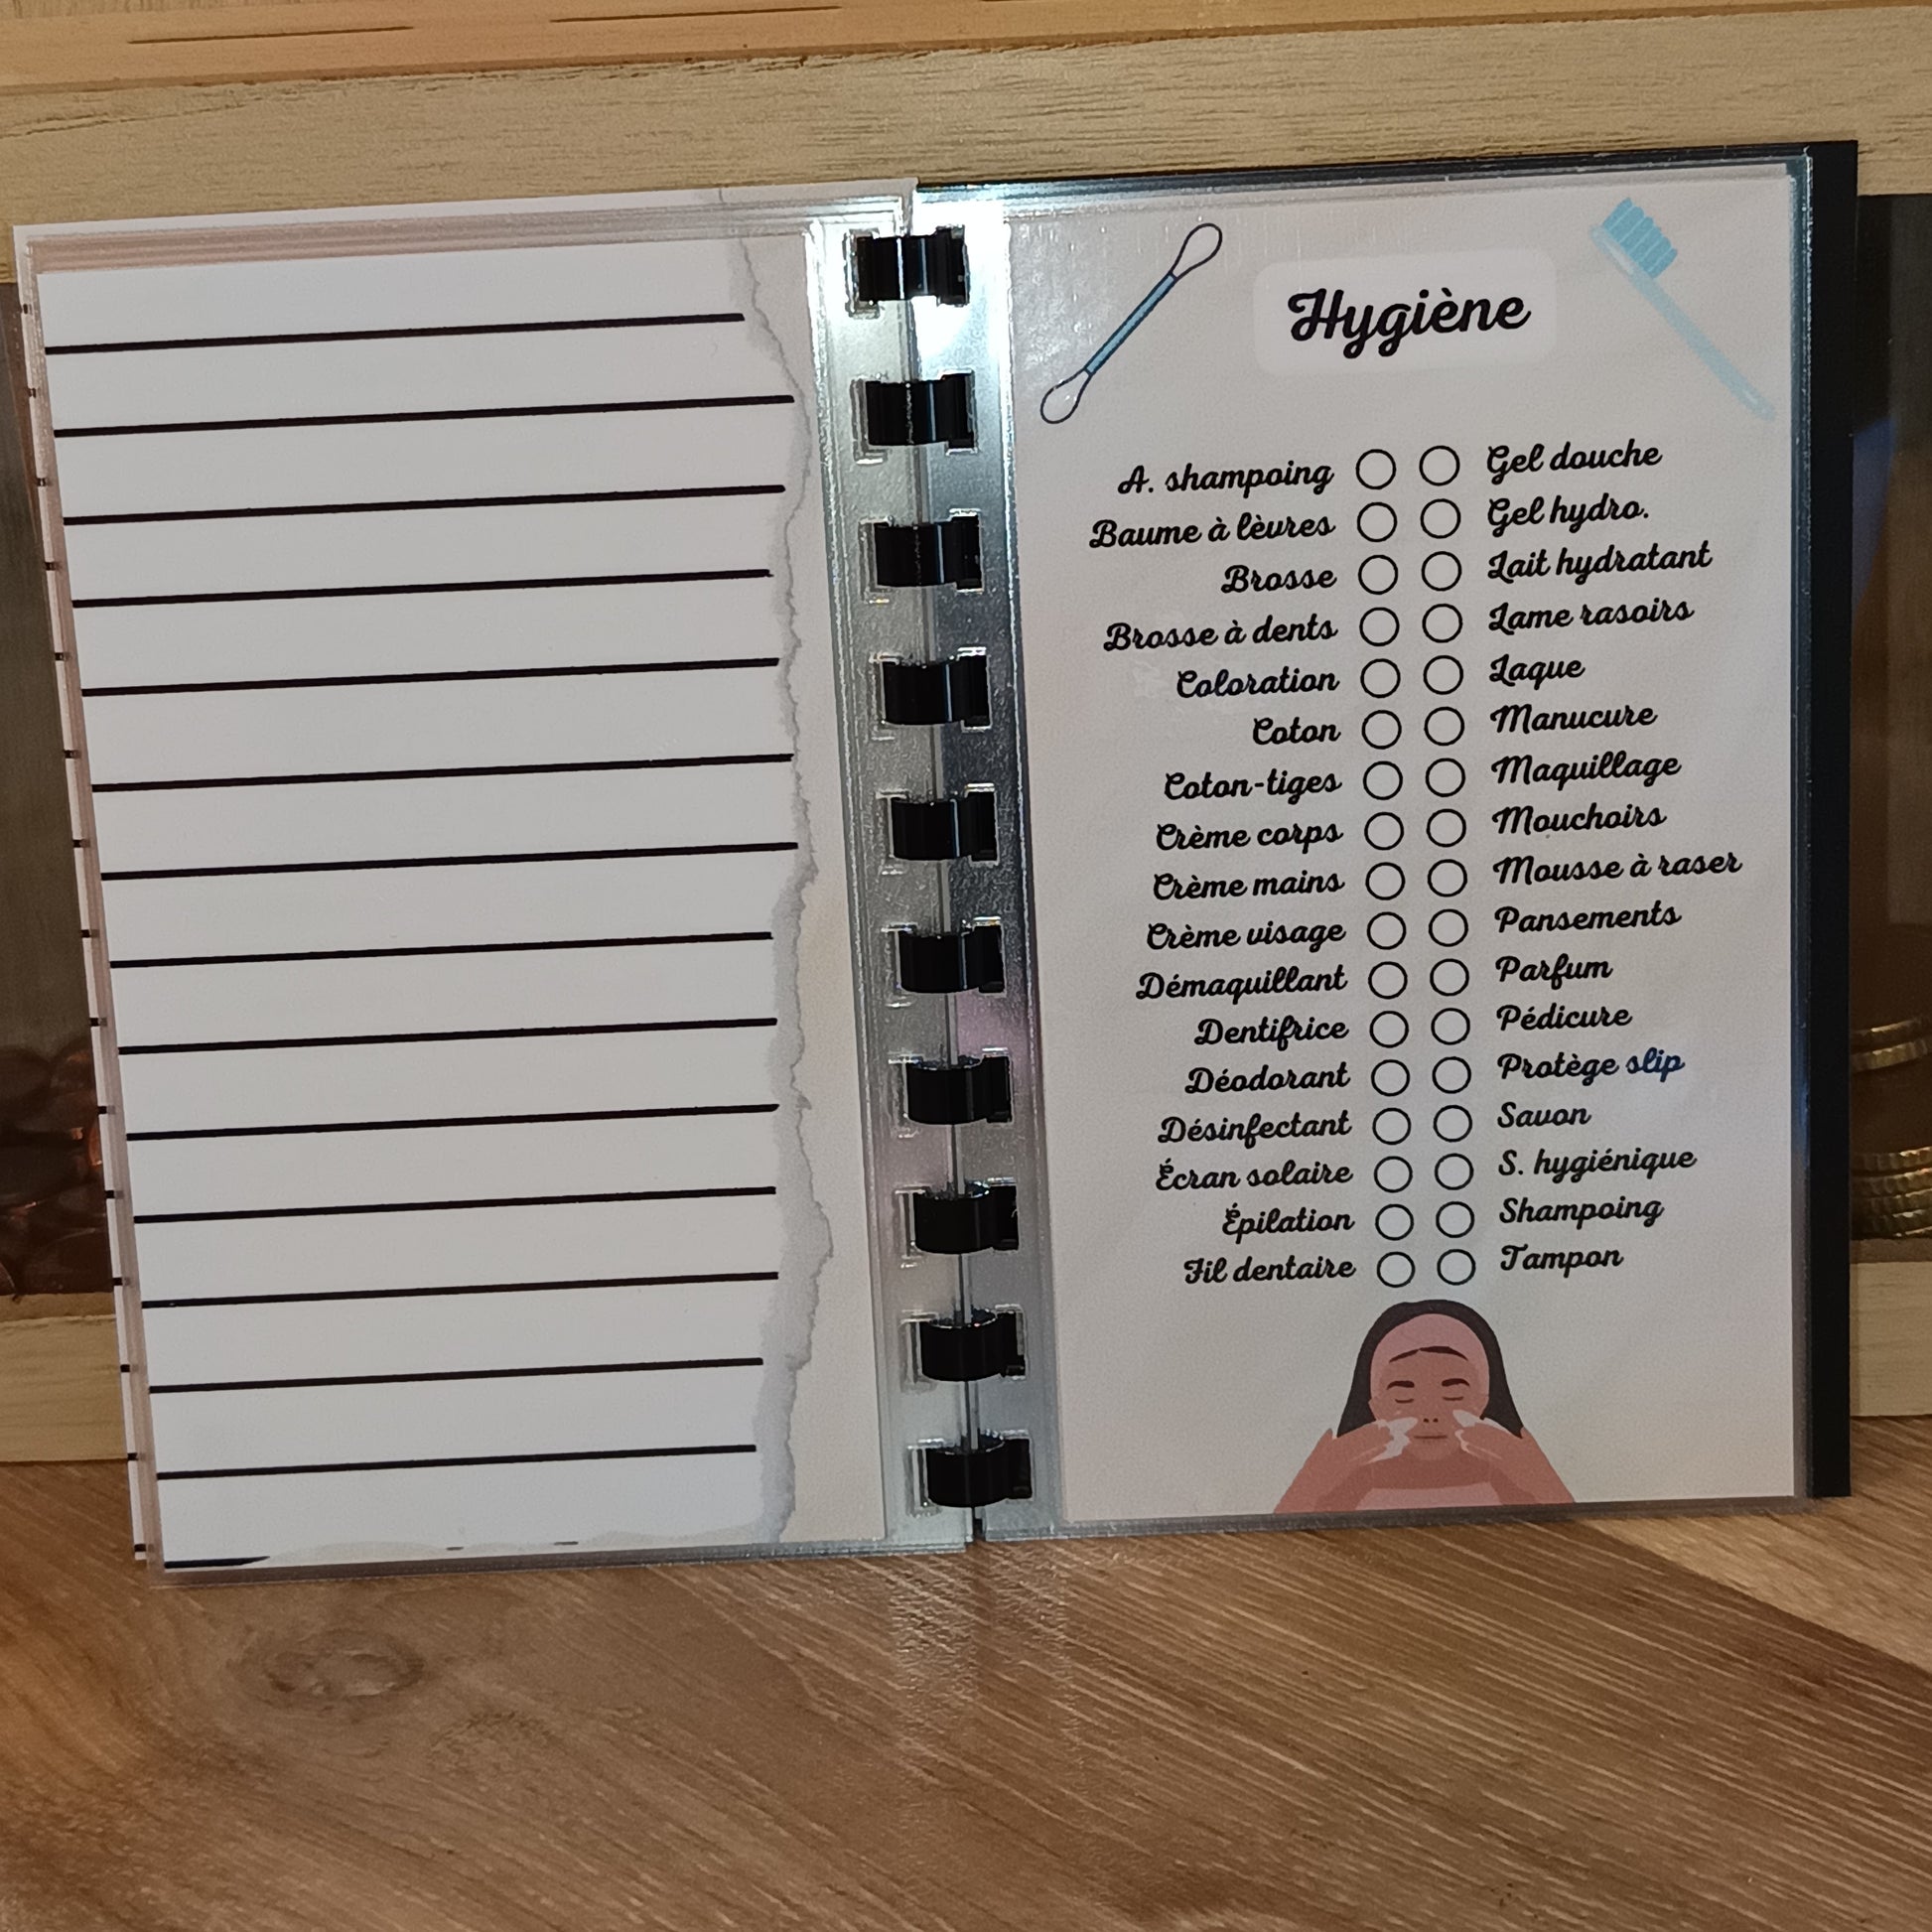 Hygiène
A. shampoing
Baume à lèvres
Brosse
Brosse à dents
Coloration
Coton
Coton-tiges
Crème corps
Crème mains
Crème visage
Démaquillant
Dentifrice
Déodorant
Désinfectant
Écran solaire
Épilation
Fil dentaire
Gel douche
Gel hydro.
Lait hydratant
Lame rasoirs
Laque
Manucure
Maquillage
Mouchoirs
Mousse à raser
Pansements
Parfum
Pédicure
Protège slip
Savon
S. hygiénique
Shampoing
Tampon